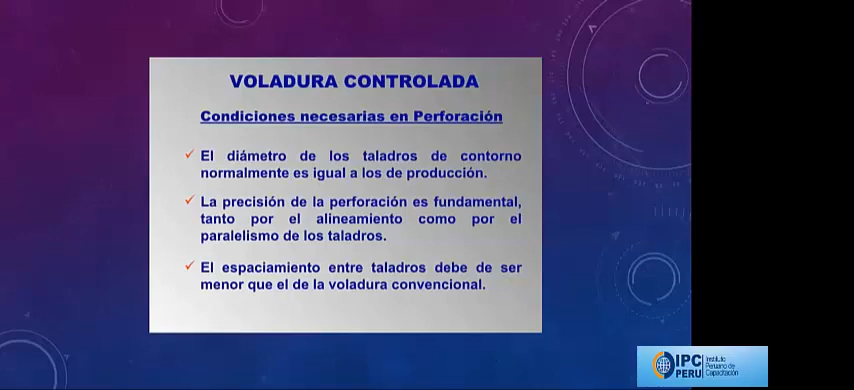 VOLADURA CONTROLADA
Condiciones necesarias en Perforación
El diámetro de los taladros de contorno
normalmente es igual a los de producción.
La precisión de la perforación es fundamental,
tanto por el alineamiento como por el
paralelismo de los taladros.
El espaciamiento entre taladros debe de ser
menor que el de la voladura convencional.
IPC
PERU
Instituto
Peruano de
Capacitación